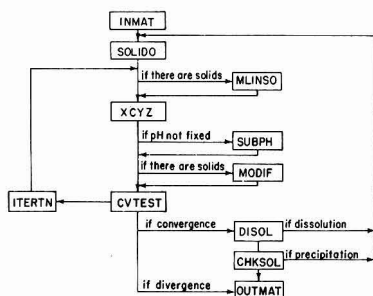 INMAT
SOLIDO
if there are solids
MLINSO
XCYZ
if pH not fixed
SUBPH
if there are solids
MODIF
ITERTN
CVTEST
if convergence
DISOL
if dissolution
CHKSOL
if precipitation
if divergence
OUTMAT